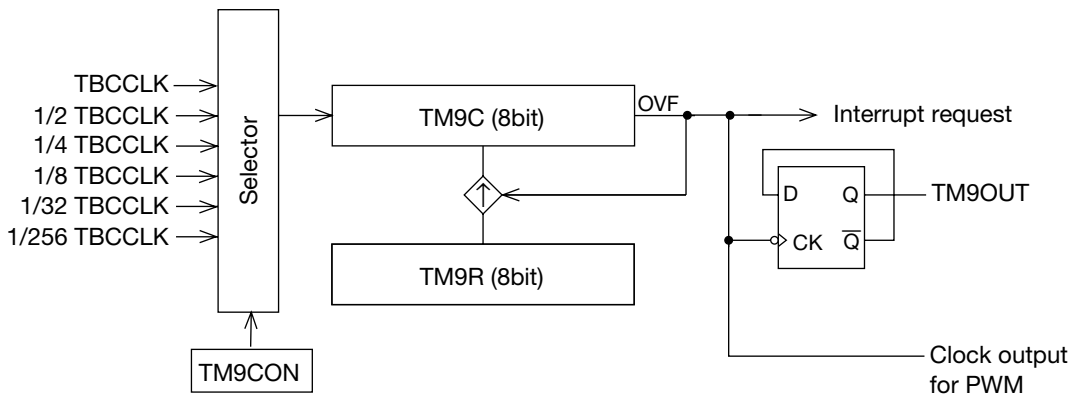 TBCCLK
1/2 TBCCLK
1/4 TBCCLK
1/8 TBCCLK
1/32 TBCCLK
1/256 TBCCLK
Selector
TM9CON
TM9C (8bit)
OVF
TM9R (8bit)
Interrupt request
D
Q
CK
Q̅
TM9OUT
Clock output
for PWM